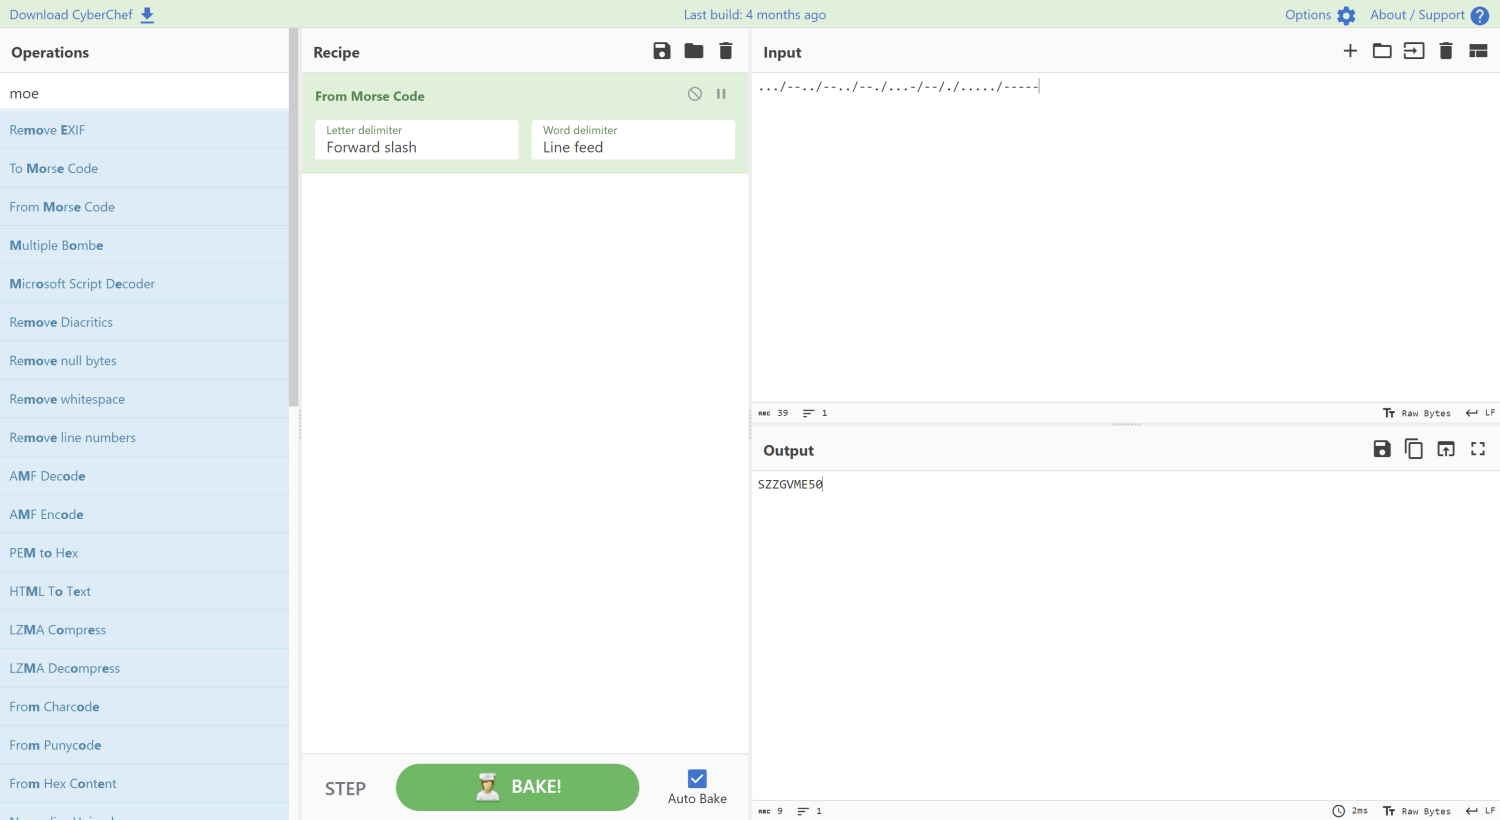 Download CyberChef
Last build: 4 months ago
Options
About / Support
Operations
moe
Remove EXIF
To Morse Code
From Morse Code
Multiple Bombe
Microsoft Script Decoder
Remove Diacritics
Remove null bytes
Remove whitespace
Remove line numbers
AMF Decode
AMF Encode
PEM to Hex
HTML To Text
LZMA Compress
LZMA Decompress
From Charcode
From Punycode
From Hex Content
Recipe
From Morse Code
Letter delimiter
Forward slash
Word delimiter
Line feed
STEP
BAKE!
Auto Bake
Input
.../--../--../--./...-/--/./...../-----
ABC 39
1
Tr Raw Bytes
LF
Output
SZZGVME50
ABC 9
1
2ms
Tr Raw Bytes
LF